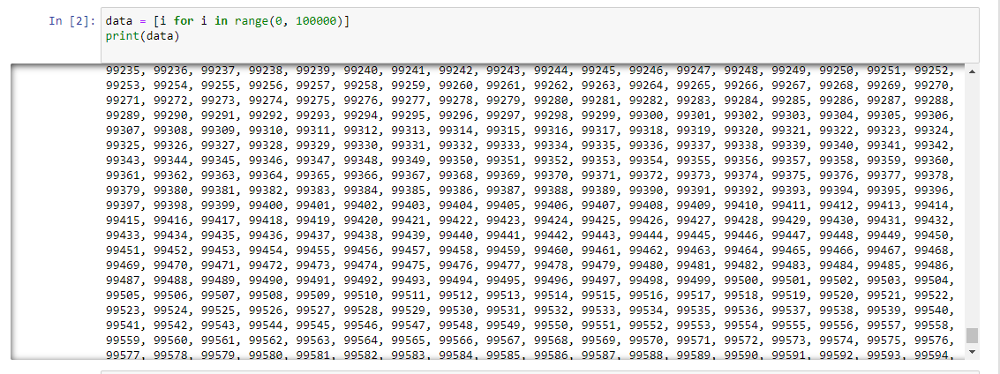 In [2]: data = [i for i in range(0, 100000)]
print(data)
99235, 99236, 99237, 99238, 99239, 99240, 99241, 99242, 99243, 99244, 99245, 99246, 99247, 99248, 99249, 99250, 99251, 99252,
99253, 99254, 99255, 99256, 99257, 99258, 99259, 99260, 99261, 99262, 99263, 99264, 99265, 99266, 99267, 99268, 99269, 99270,
99271, 99272, 99273, 99274, 99275, 99276, 99277, 99278, 99279, 99280, 99281, 99282, 99283, 99284, 99285, 99286, 99287, 99288,
99289, 99290, 99291, 99292, 99293, 99294, 99295, 99296, 99297, 99298, 99299, 99300, 99301, 99302, 99303, 99304, 99305, 99306,
99307, 99308, 99309, 99310, 99311, 99312, 99313, 99314, 99315, 99316, 99317, 99318, 99319, 99320, 99321, 99322, 99323, 99324,
99325, 99326, 99327, 99328, 99329, 99330, 99331, 99332, 99333, 99334, 99335, 99336, 99337, 99338, 99339, 99340, 99341, 99342,
99343, 99344, 99345, 99346, 99347, 99348, 99349, 99350, 99351, 99352, 99353, 99354, 99355, 99356, 99357, 99358, 99359, 99360,
99361, 99362, 99363, 99364, 99365, 99366, 99367, 99368, 99369, 99370, 99371, 99372, 99373, 99374, 99375, 99376, 99377, 99378,
99379, 99380, 99381, 99382, 99383, 99384, 99385, 99386, 99387, 99388, 99389, 99390, 99391, 99392, 99393, 99394, 99395, 99396,
99397, 99398, 99399, 99400, 99401, 99402, 99403, 99404, 99405, 99406, 99407, 99408, 99409, 99410, 99411, 99412, 99413, 99414,
99415, 99416, 99417, 99418, 99419, 99420, 99421, 99422, 99423, 99424, 99425, 99426, 99427, 99428, 99429, 99430, 99431, 99432,
99433, 99434, 99435, 99436, 99437, 99438, 99439, 99440, 99441, 99442, 99443, 99444, 99445, 99446, 99447, 99448, 99449, 99450,
99451, 99452, 99453, 99454, 99455, 99456, 99457, 99458, 99459, 99460, 99461, 99462, 99463, 99464, 99465, 99466, 99467, 99468,
99469, 99470, 99471, 99472, 99473, 99474, 99475, 99476, 99477, 99478, 99479, 99480, 99481, 99482, 99483, 99484, 99485, 99486,
99487, 99488, 99489, 99490, 99491, 99492, 99493, 99494, 99495, 99496, 99497, 99498, 99499, 99500, 99501, 99502, 99503, 99504,
99505, 99506, 99507, 99508, 99509, 99510, 99511, 99512, 99513, 99514, 99515, 99516, 99517, 99518, 99519, 99520, 99521, 99522,
99523, 99524, 99525, 99526, 99527, 99528, 99529, 99530, 99531, 99532, 99533, 99534, 99535, 99536, 99537, 99538, 99539, 99540,
99541, 99542, 99543, 99544, 99545, 99546, 99547, 99548, 99549, 99550, 99551, 99552, 99553, 99554, 99555, 99556, 99557, 99558,
99559, 99560, 99561, 99562, 99563, 99564, 99565, 99566, 99567, 99568, 99569, 99570, 99571, 99572, 99573, 99574, 99575, 99576,
99577, 99578, 99579, 99580, 99581, 99582, 99583, 99584, 99585, 99586, 99587, 99588, 99589, 99590, 99591, 99592, 99593, 99594,